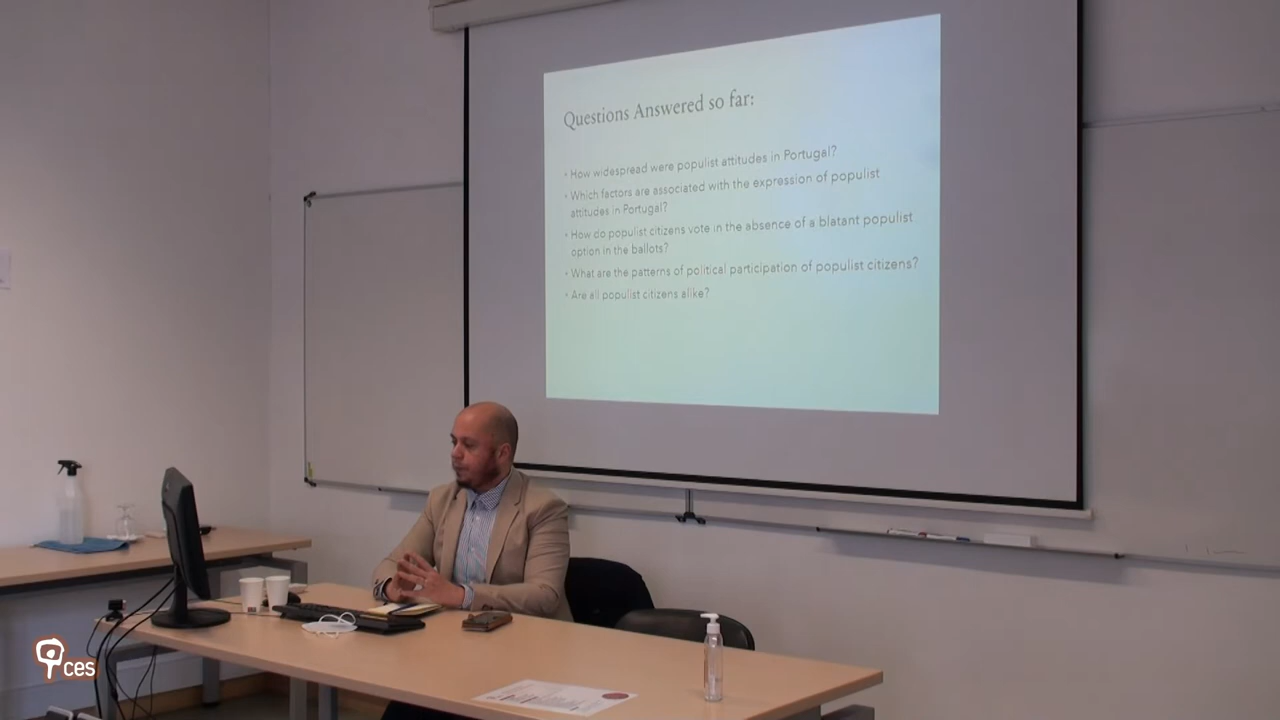 Questions Answered so far:
• How widespread were populist attitudes in Portugal?
• Which factors are associated with the expression of populist
attitudes in Portugal?
• How do populist citizens vote in the absence of a blatant populist
option in the ballots?
• What are the patterns of political participation of populist citizens?
• Are all populist citizens alike?
ces